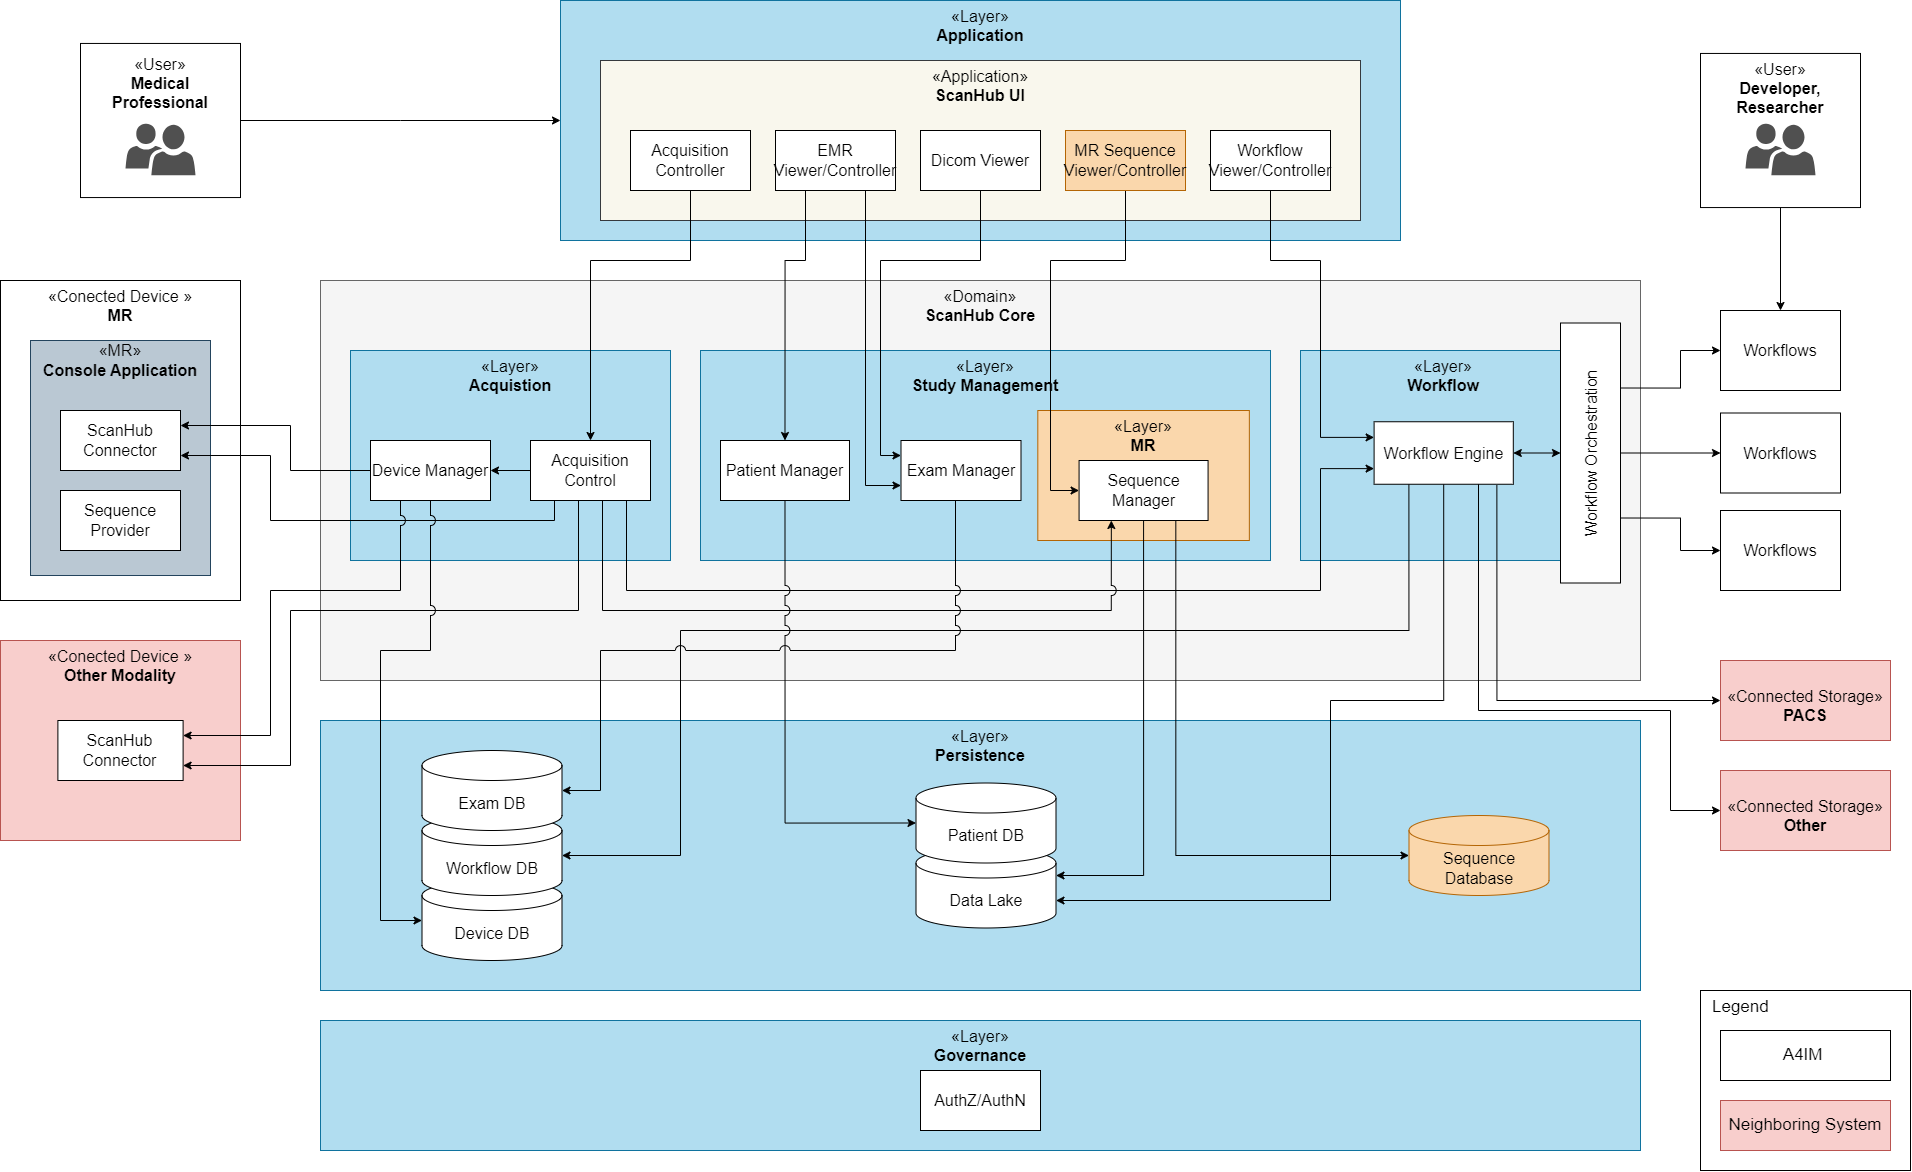 «Layer»
Application
«User»
Medical
Professional
«Application»
ScanHub UI
«User»
Developer,
Researcher
Acquisition
Controller
EMR
Viewer/Controller
Dicom Viewer
MR Sequence
Viewer/Controller
Workflow
Viewer/Controller
«Conected Device »
MR
«MR»
Console Application
ScanHub
Connector
Sequence
Provider
«Domain»
ScanHub Core
«Layer»
Acquistion
Device Manager
Acquisition
Control
«Layer»
Study Management
Patient Manager
Exam Manager
«Layer»
MR
Sequence
Manager
«Layer»
Workflow
Workflow Engine
Workflow Orchestration
Workflows
Workflows
Workflows
«Conected Device »
Other Modality
ScanHub
Connector
«Connected Storage»
PACS
«Connected Storage»
Other
«Layer»
Persistence
Exam DB
Workflow DB
Device DB
Patient DB
Data Lake
Sequence
Database
«Layer»
Governance
AuthZ/AuthN
Legend
A4IM
Neighboring System